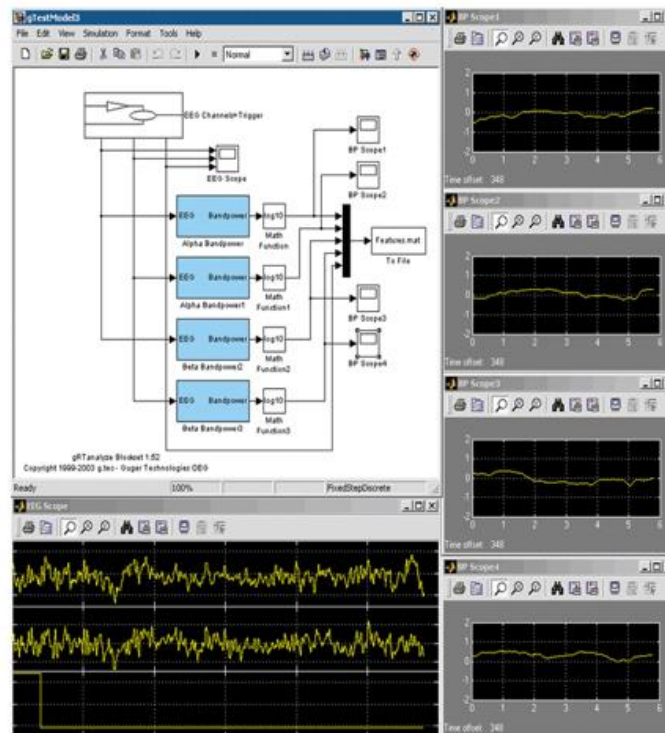 gTestModel3
File Edit View Simulation Format Tools Help
Normal
EEG Channels+Trigger
EEG Scope
BP Scope1
BP Scope2
EEG Bandpower
Alpha Bandpower
log10
Math
Function
EEG Bandpower
Alpha Bandpower1
log10
Math
Function1
Features.mat
To File
EEG Bandpower
Beta Bandpower2
log10
Math
Function2
BP Scope3
EEG Bandpower
Beta Bandpower3
log10
Math
Function3
BP Scope4
gRTanalyze Blockset 1.52
Copyright 1999-2003 g.tec - Guger Technologies OEG
Ready 100% FixedStepDiscrete
EEG Scope
BP Scope1
2
1
0
-1
-2
0 1 2 3 4 5 6
Time offset: 348
BP Scope2
2
1
0
-1
-2
0 1 2 3 4 5 6
Time offset: 348
BP Scope3
2
1
0
-1
-2
0 1 2 3 4 5 6
Time offset: 348
BP Scope4
2
1
0
-1
-2
0 1 2 3 4 5 6
Time offset: 348